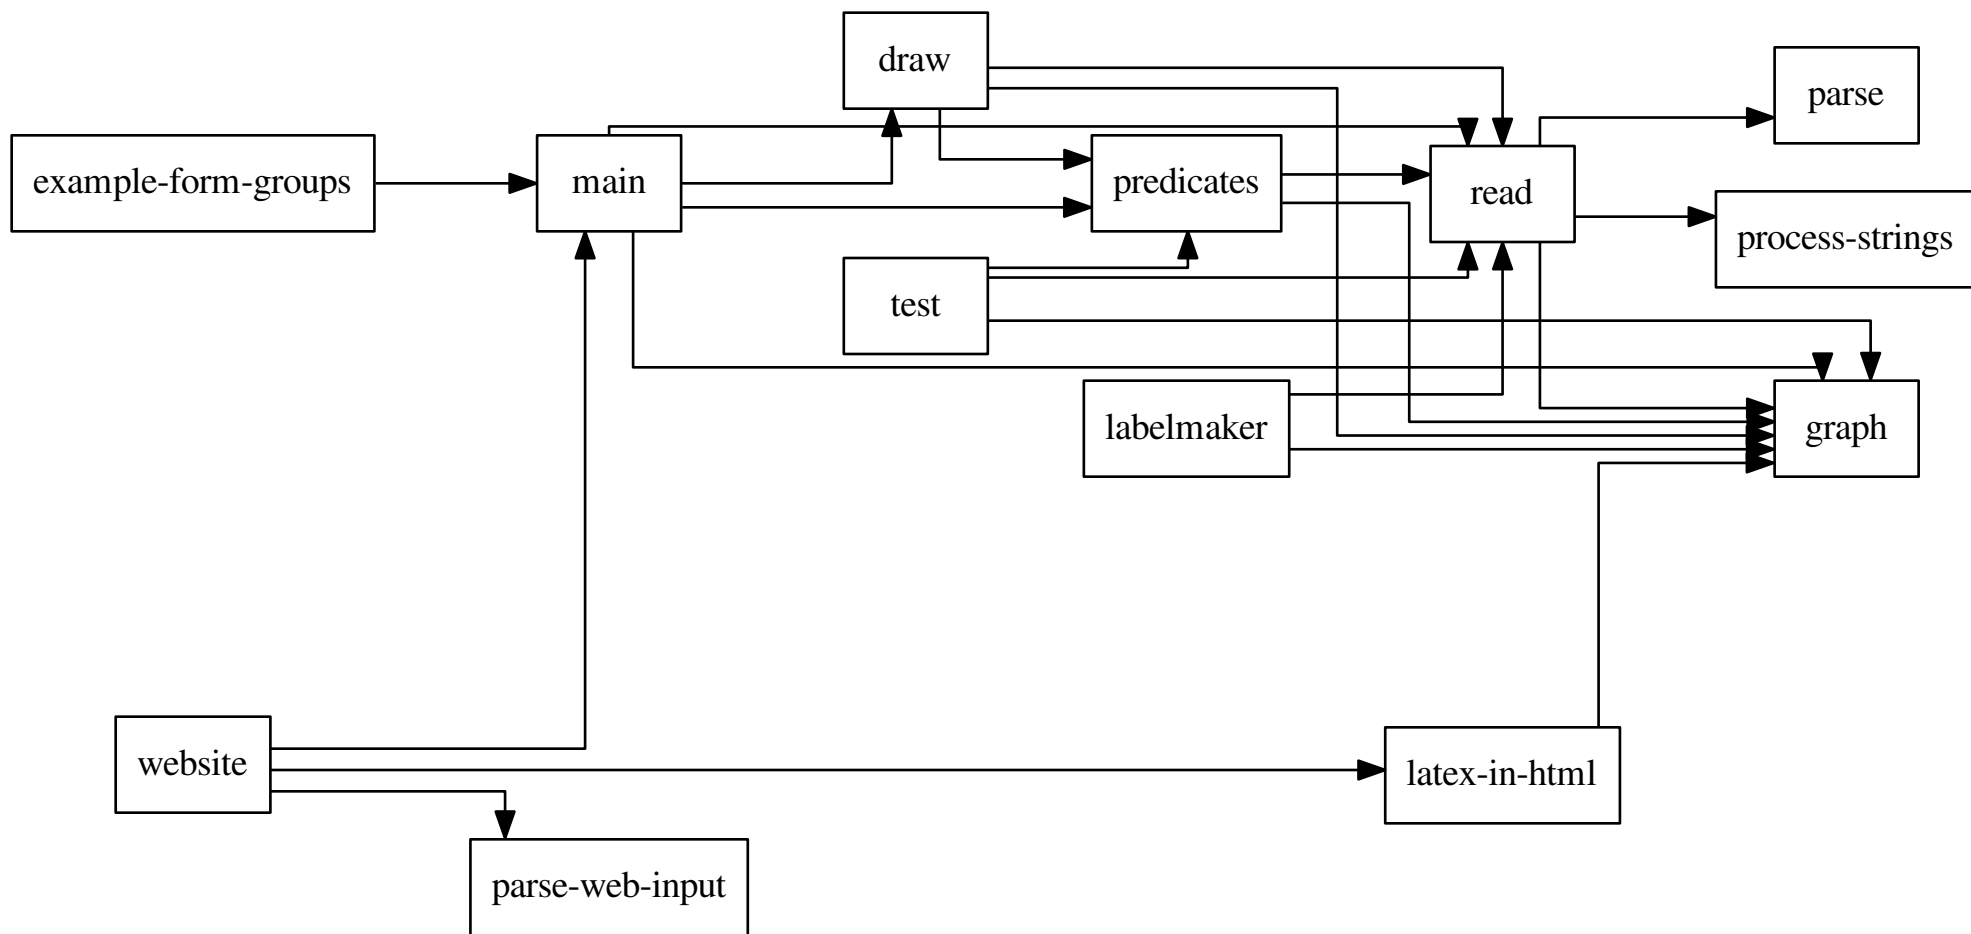 draw
parse
example-form-groups
main
predicates
read
process-strings
test
labelmaker
graph
website
latex-in-html
parse-web-input